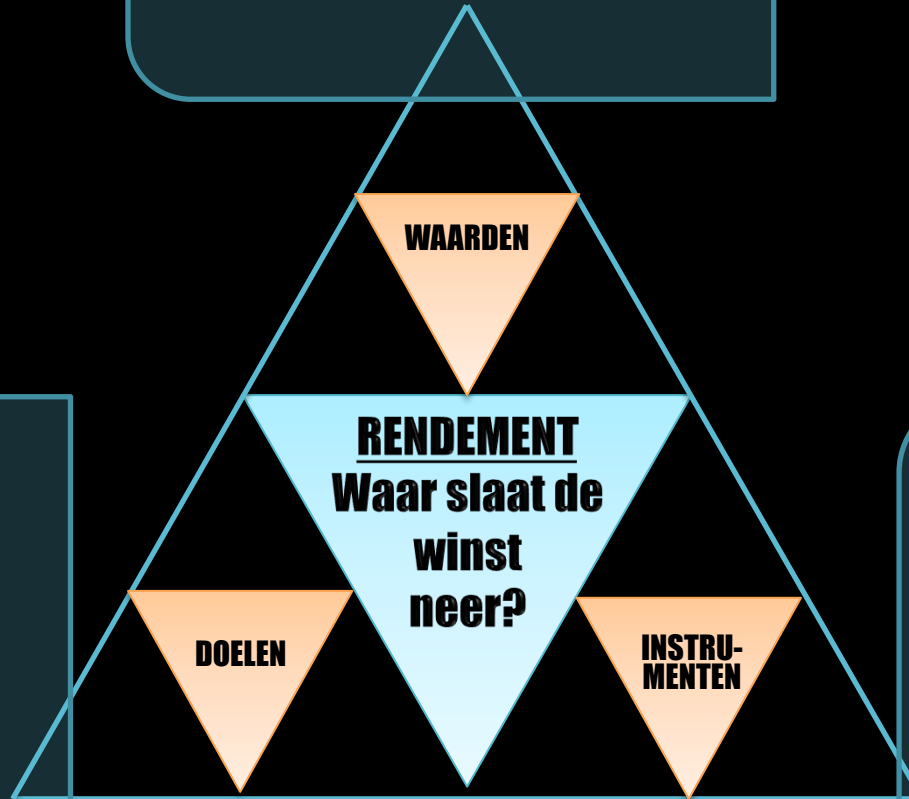 WAARDEN
RENDEMENT
Waar slaat de
winst
neer?
DOELEN
INSTRU-
MENTEN